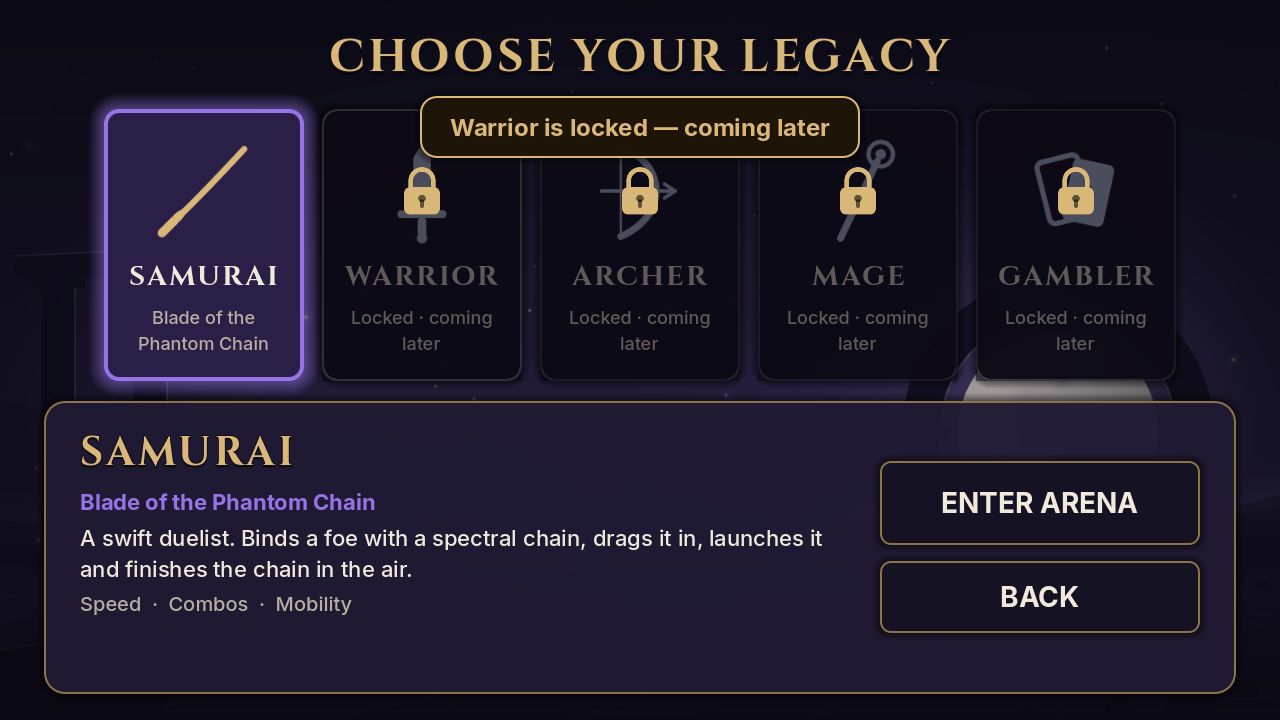 CHOOSE YOUR LEGACY
Warrior is locked — coming later
SAMURAI
Blade of the
Phantom Chain
WARRIOR
Locked · coming
later
ARCHER
Locked · coming
later
MAGE
Locked · coming
later
GAMBLER
Locked · coming
later
SAMURAI
Blade of the Phantom Chain
A swift duelist. Binds a foe with a spectral chain, drags it in, launches it
and finishes the chain in the air.
Speed · Combos · Mobility
ENTER ARENA
BACK